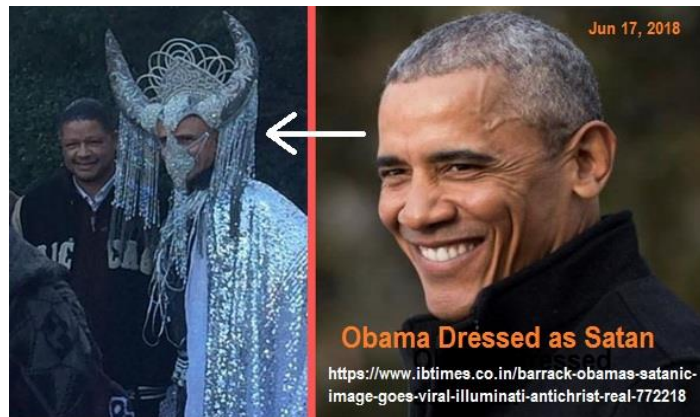 Jun 17, 2018
Obama Dressed as Satan
https://www.ibtimes.co.in/barrack-obamas-satanic-
image-goes-viral-illuminati-antichrist-real-772218